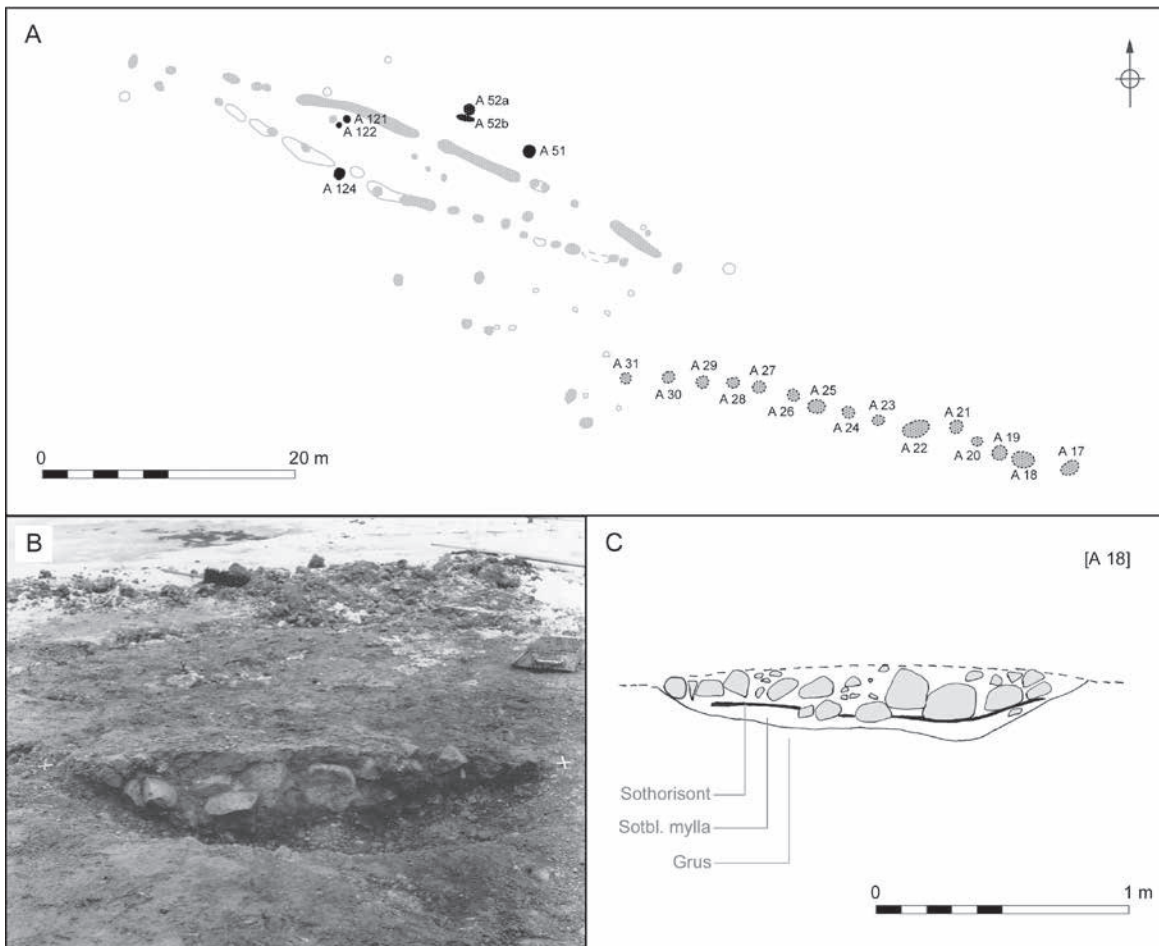 A
A 52a
A 52b
A 121
A 122
A 51
A 124
A 31
A 30
A 29
A 28
A 27
A 26
A 25
A 24
A 23
A 22
A 21
A 20
A 19
A 18
A 17
0 20 m
B
C
[A 18]
Sothorisont
Sotbl. mylla
Grus
0 1 m